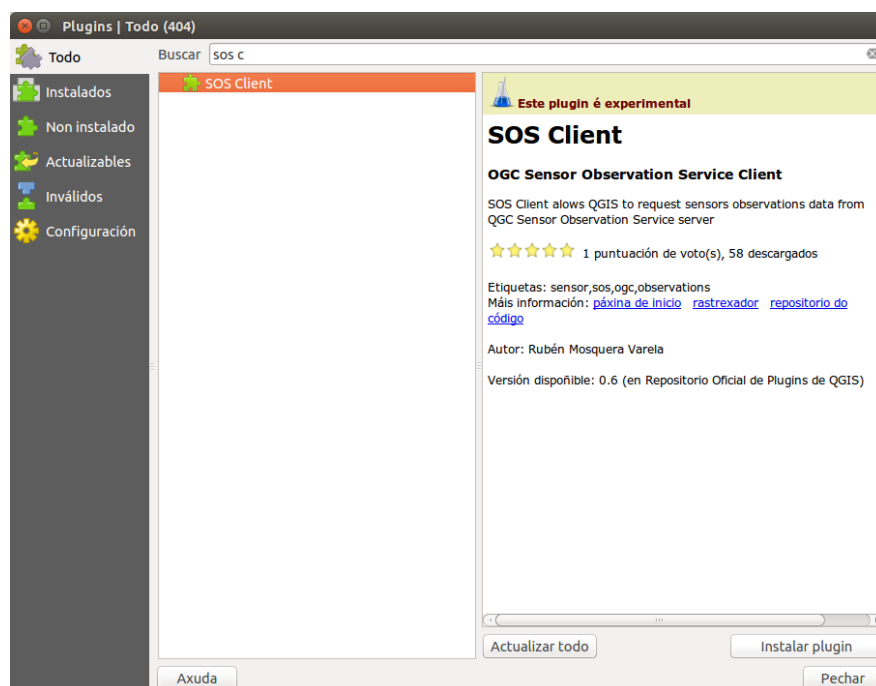 Plugins | Todo (404)
Todo
Buscar sos c
Instalados
Non instalado
Actualizables
Inválidos
Configuración
SOS Client
Este plugin é experimental
SOS Client
OGC Sensor Observation Service Client
SOS Client alows QGIS to request sensors observations data from
QGC Sensor Observation Service server
1 puntuación de voto(s), 58 descargados
Etiquetas: sensor,sos,ogc,observations
Máis información: páxina de inicio rastrexador repositorio do
código
Autor: Rubén Mosquera Varela
Versión dispoñible: 0.6 (en Repositorio Oficial de Plugins de QGIS)
Actualizar todo Instalar plugin
Axuda Pechar